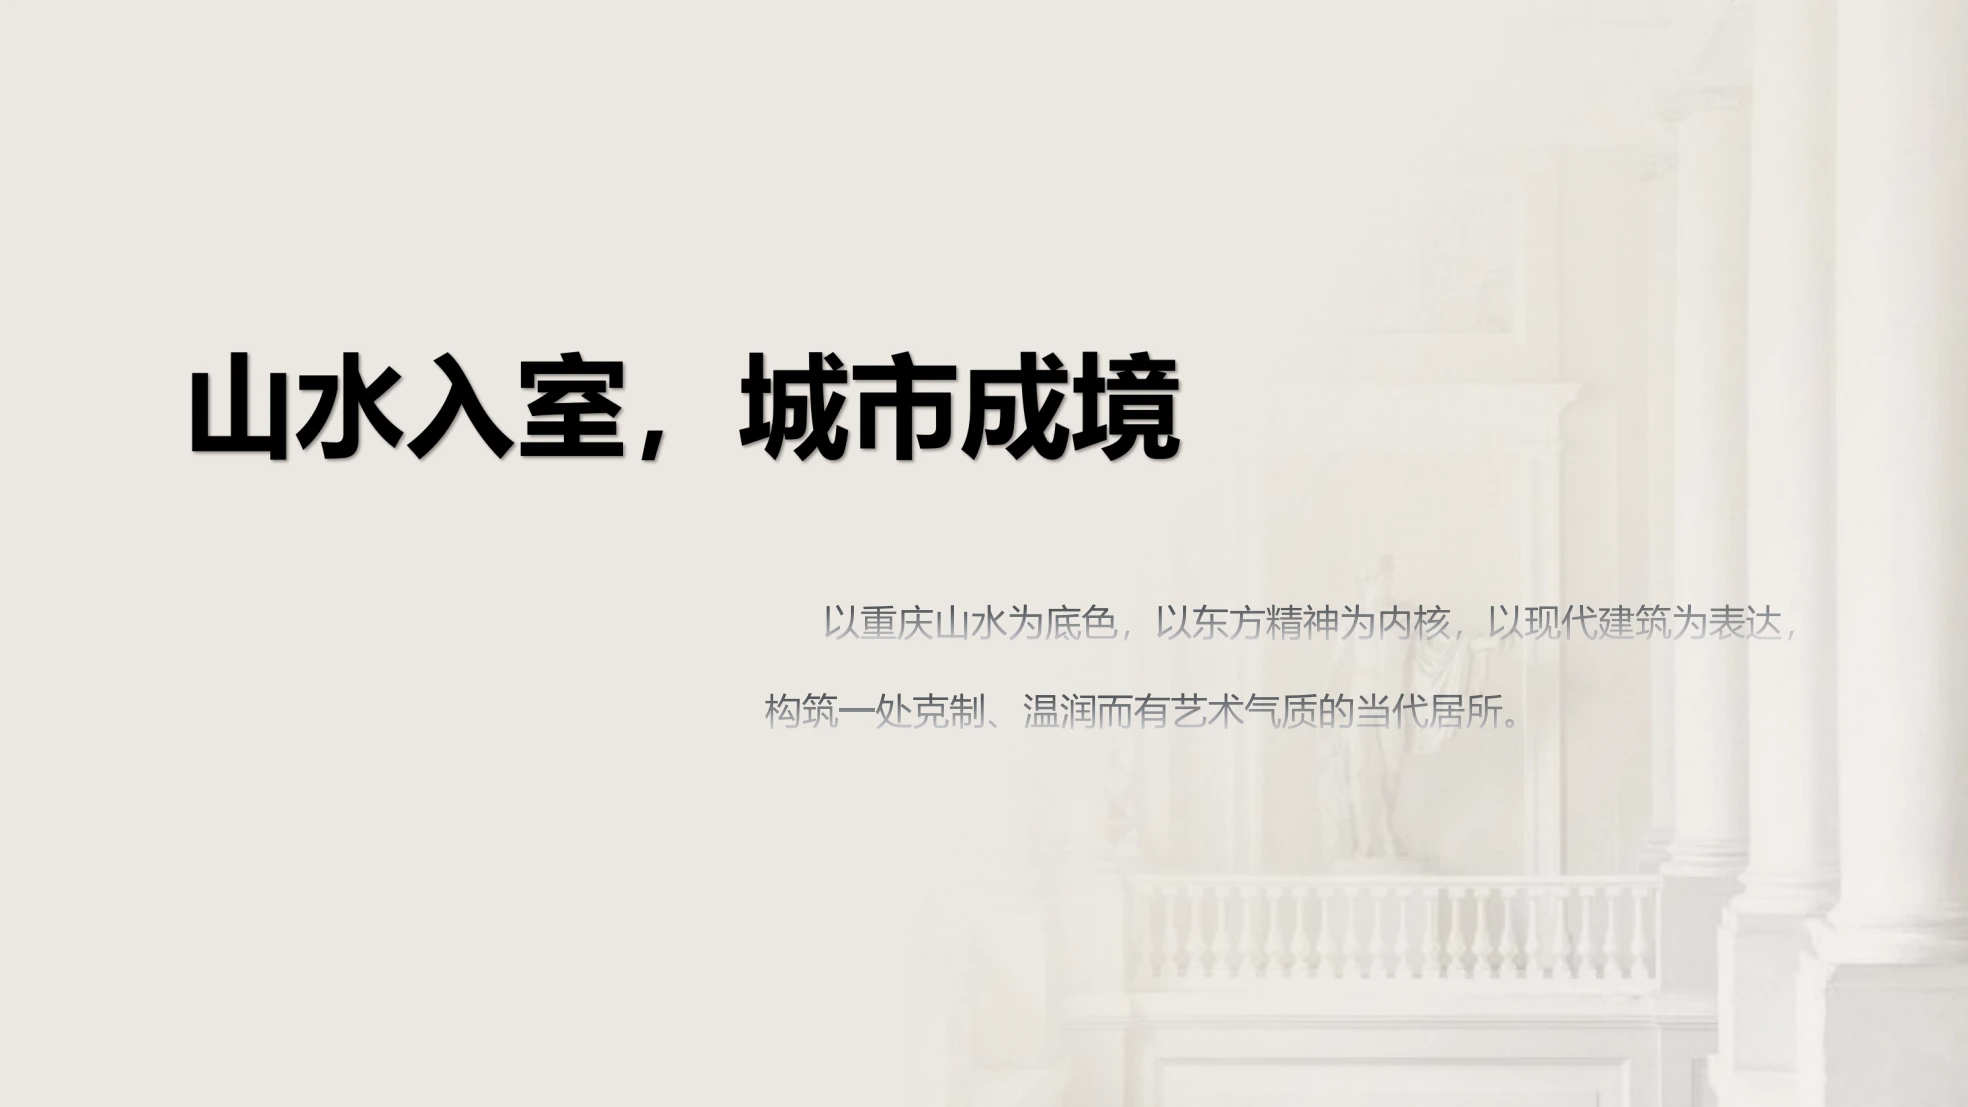 山水入室，城市成境
以重庆山水为底色，以东方精神为内核，以现代建筑为表达，
构筑一处克制、温润而有艺术气质的当代居所。